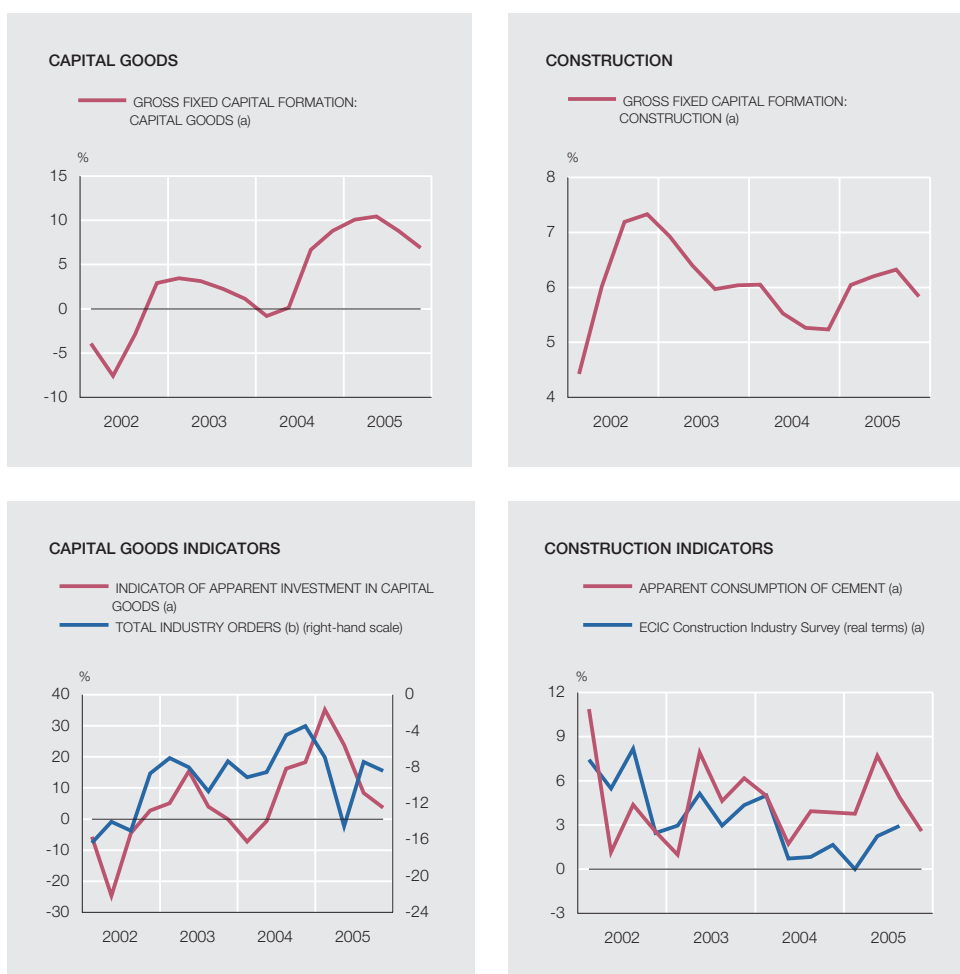 CAPITAL GOODS
GROSS FIXED CAPITAL FORMATION:
CAPITAL GOODS (a)
%
15
10
5
0
-5
-10
2002 2003 2004 2005
CONSTRUCTION
GROSS FIXED CAPITAL FORMATION:
CONSTRUCTION (a)
%
8
7
6
5
4
2002 2003 2004 2005
CAPITAL GOODS INDICATORS
INDICATOR OF APPARENT INVESTMENT IN CAPITAL
GOODS (a)
TOTAL INDUSTRY ORDERS (b) (right-hand scale)
%
40 0
30 -4
20 -8
10 -12
0 -16
-10 -20
-20 -24
-30
2002 2003 2004 2005
CONSTRUCTION INDICATORS
APPARENT CONSUMPTION OF CEMENT (a)
ECIC Construction Industry Survey (real terms) (a)
%
12
9
6
3
0
-3
2002 2003 2004 2005